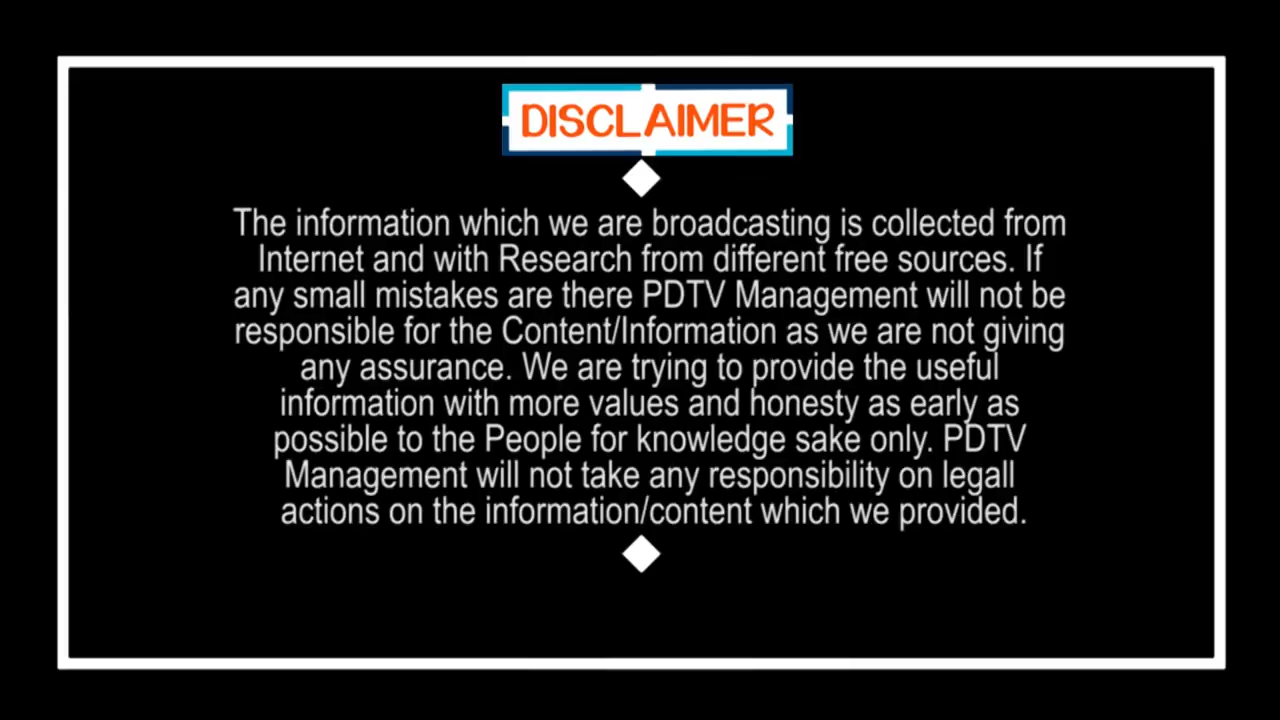 DISCLAIMER
The information which we are broadcasting is collected from
Internet and with Research from different free sources. If
any small mistakes are there PDTV Management will not be
responsible for the Content/Information as we are not giving
any assurance. We are trying to provide the useful
information with more values and honesty as early as
possible to the People for knowledge sake only. PDTV
Management will not take any responsibility on legall
actions on the information/content which we provided.